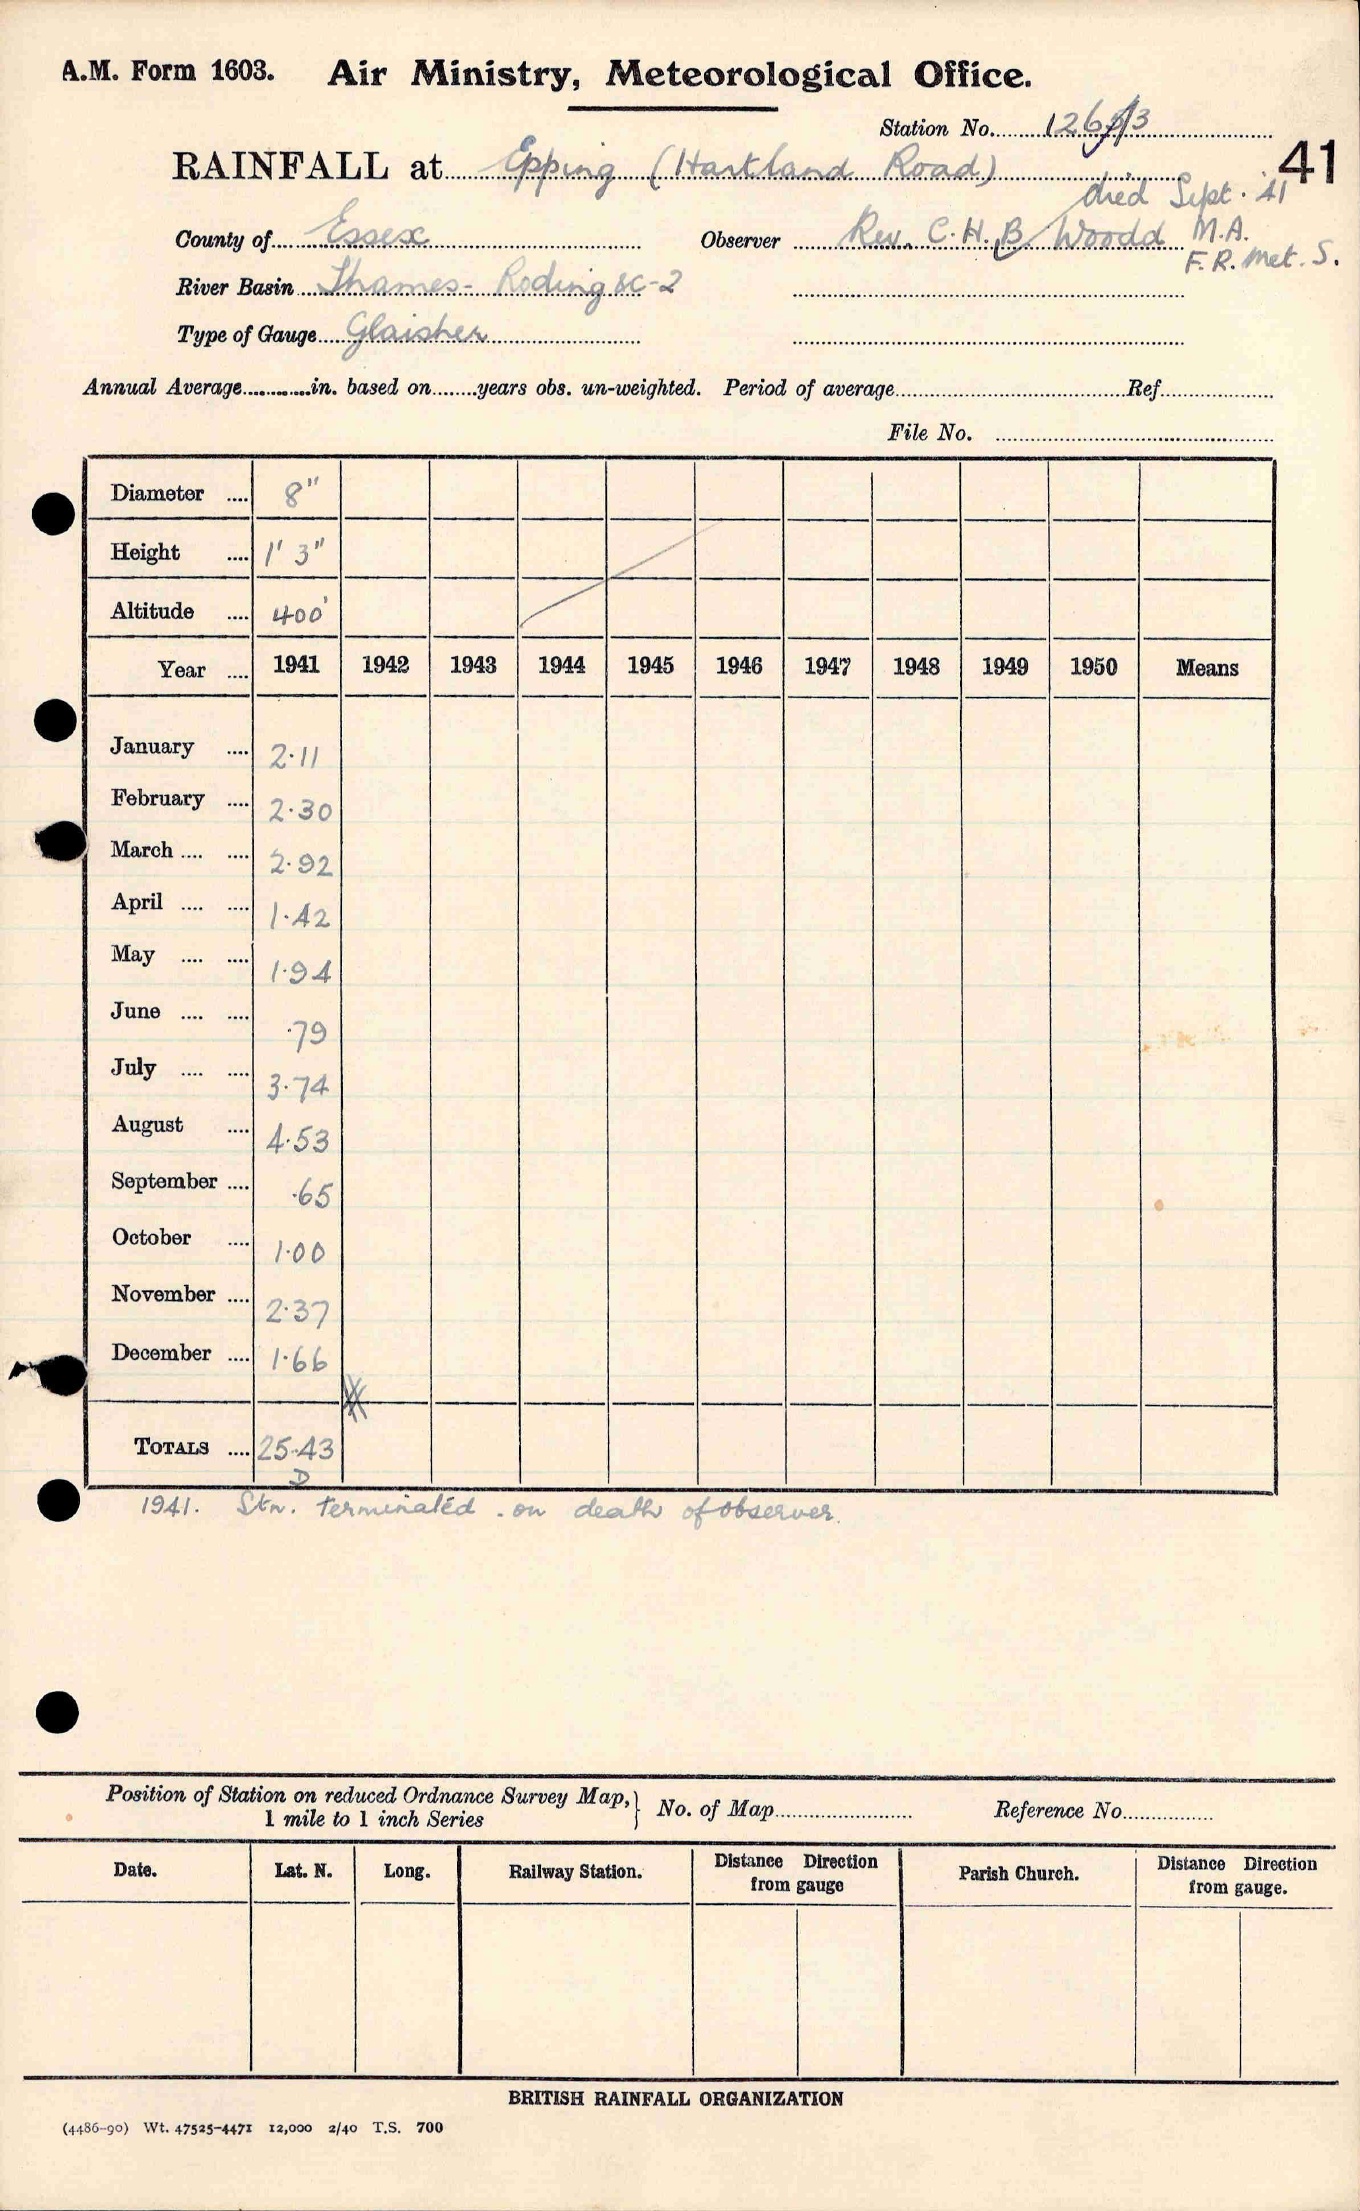 A.M. Form 1603. Air Ministry, Meteorological Office.
Station No. 126/3
41
RAINFALL at Epping (Hartland Road)
died Sept. '41
County of Essex Observer Rev. C. H. B. Woodd M.A.
F. R. Met. S.
River Basin Thames - Roding &c-2
Type of Gauge Glaisher
Annual Average............in. based on........years obs. un-weighted. Period of average............Ref............
File No. ............
Diameter .... 8"
Height .... 1' 3"
Altitude .... 400'
Year .... 1941 1942 1943 1944 1945 1946 1947 1948 1949 1950 Means
January .... 2.11
February .... 2.30
March .... .... 2.92
April .... .... 1.42
May .... .... 1.94
June .... .... .79
July .... .... 3.74
August .... 4.53
September .... .65
October .... 1.00
November .... 2.37
December .... 1.66
TOTALS .... 25.43
D
1941. Stn. terminated . on death of observer.
Position of Station on reduced Ordnance Survey Map,
1 mile to 1 inch Series
No. of Map............ Reference No............
Date. Lat. N. Long. Railway Station. Distance Direction from gauge Parish Church. Distance Direction from gauge.
BRITISH RAINFALL ORGANIZATION
(4486-90) Wt. 47525-4471 12,000 2/40 T.S. 700